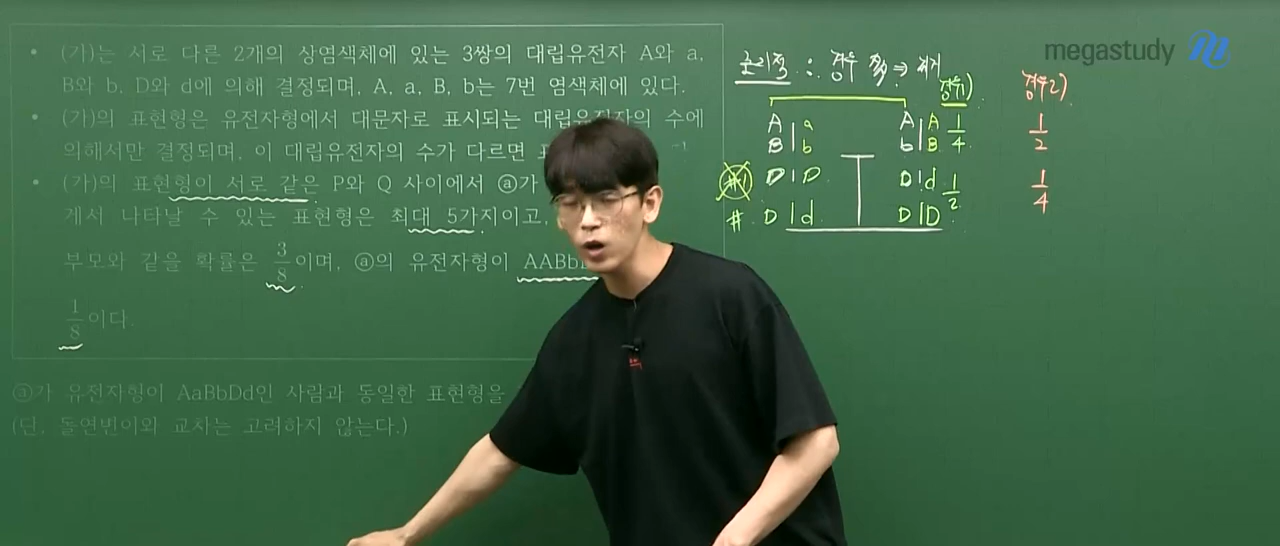 megastudy
• (가)는 서로 다른 2개의 상염색체에 있는 3쌍의 대립유전자 A와 a,
B와 b, D와 d에 의해 결정되며, A, a, B, b는 7번 염색체에 있다.
• (가)의 표현형은 유전자형에서 대문자로 표시되는 대립유전자의 수에
의해서만 결정되며, 이 대립유전자의 수가 다르면
• (가)의 표현형이 서로 같은 P와 Q 사이에서 ⓐ가
게서 나타날 수 있는 표현형은 최대 5가지이고,
부모와 같을 확률은 3/8이며, ⓐ의 유전자형이 AABb
1/8이다.
ⓐ가 유전자형이 AaBbDd인 사람과 동일한 표현형을
(단, 돌연변이와 교차는 고려하지 않는다.)
경우1) 경우2)
A | a A | A 1/4 1/2
B | b b | B
#1 D | D D | d 1/2 1/4
# D | d D | D